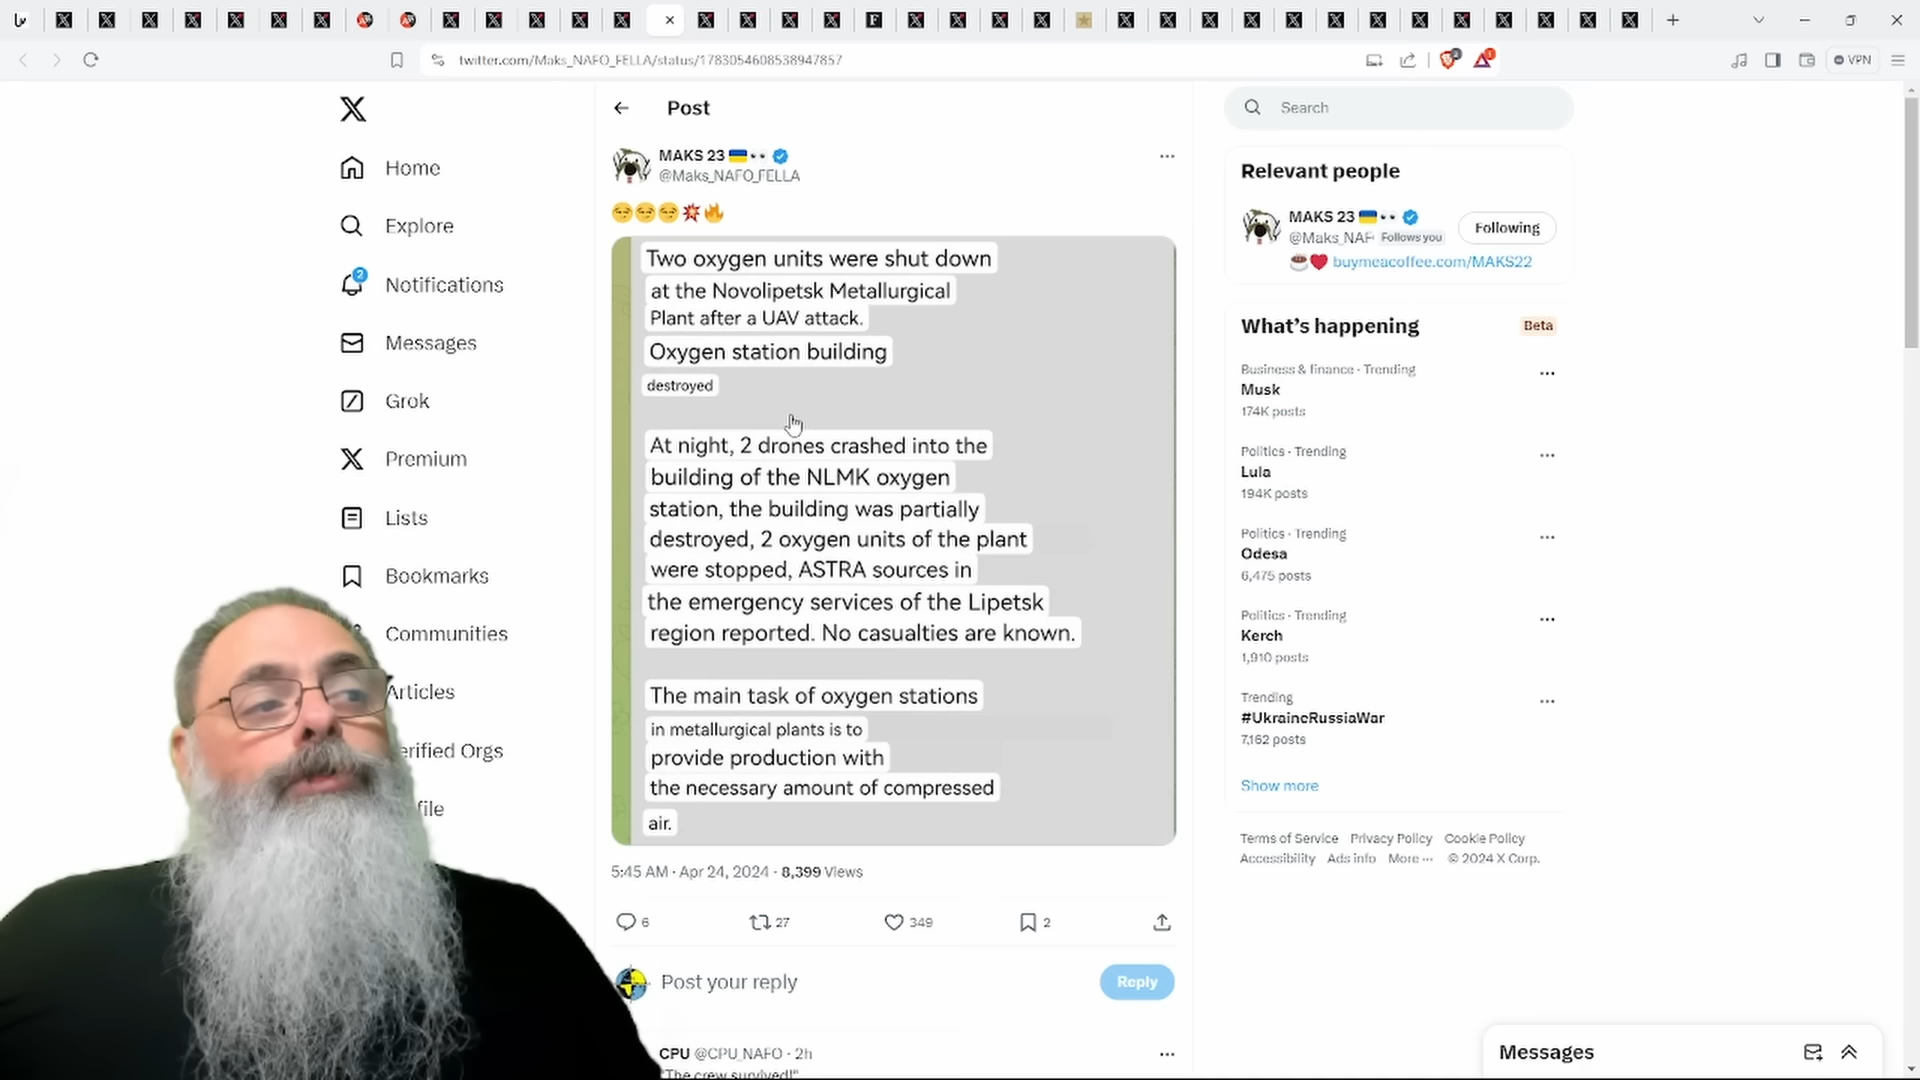 twitter.com/Maks_NAFO_FELLA/status/1783054608538947857
VPN
Home
Explore
2
Notifications
Messages
Grok
Premium
Lists
Bookmarks
Communities
Articles
erified Orgs
file
Post
MAKS 23
@Maks_NAFO_FELLA
Two oxygen units were shut down
at the Novolipetsk Metallurgical
Plant after a UAV attack.
Oxygen station building
destroyed
At night, 2 drones crashed into the
building of the NLMK oxygen
station, the building was partially
destroyed, 2 oxygen units of the plant
were stopped, ASTRA sources in
the emergency services of the Lipetsk
region reported. No casualties are known.
The main task of oxygen stations
in metallurgical plants is to
provide production with
the necessary amount of compressed
air.
5:45 AM · Apr 24, 2024 · 8,399 Views
6 27 349 2
Post your reply
Reply
CPU @CPU_NAFO · 2h
"The crew survived!"
Search
Relevant people
MAKS 23
@Maks_NAF Follows you
Following
buymeacoffee.com/MAKS22
What's happening
Beta
Business & finance · Trending
Musk
174K posts
Politics · Trending
Lula
194K posts
Politics · Trending
Odesa
6,475 posts
Politics · Trending
Kerch
1,910 posts
Trending
#UkraineRussiaWar
7,162 posts
Show more
Terms of Service Privacy Policy Cookie Policy
Accessibility Ads info More ··· © 2024 X Corp.
Messages